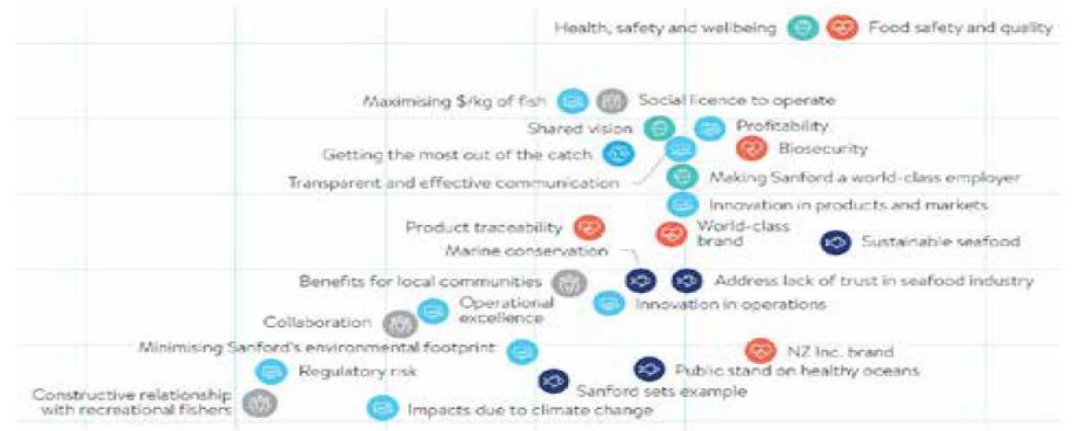 Health, safety and wellbeing
Food safety and quality
Maximising $/kg of fish
Social licence to operate
Shared vision
Profitability
Getting the most out of the catch
Biosecurity
Transparent and effective communication
Making Sanford a world-class employer
Innovation in products and markets
Product traceability
World-class
brand
Sustainable seafood
Marine conservation
Benefits for local communities
Address lack of trust in seafood industry
Operational
excellence
Innovation in operations
Collaboration
Minimising Sanford's environmental footprint
NZ Inc. brand
Regulatory risk
Public stand on healthy oceans
Sanford sets example
Constructive relationship
with recreational fishers
Impacts due to climate change